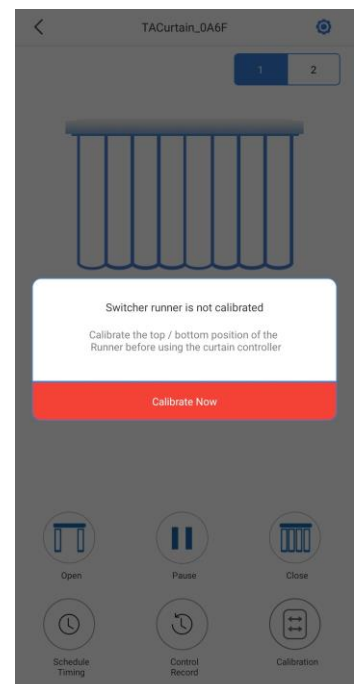 TACurtain_0A6F
1 2
Switcher runner is not calibrated
Calibrate the top / bottom position of the
Runner before using the curtain controller
Calibrate Now
Open Pause Close
Schedule Control Calibration
Timing Record